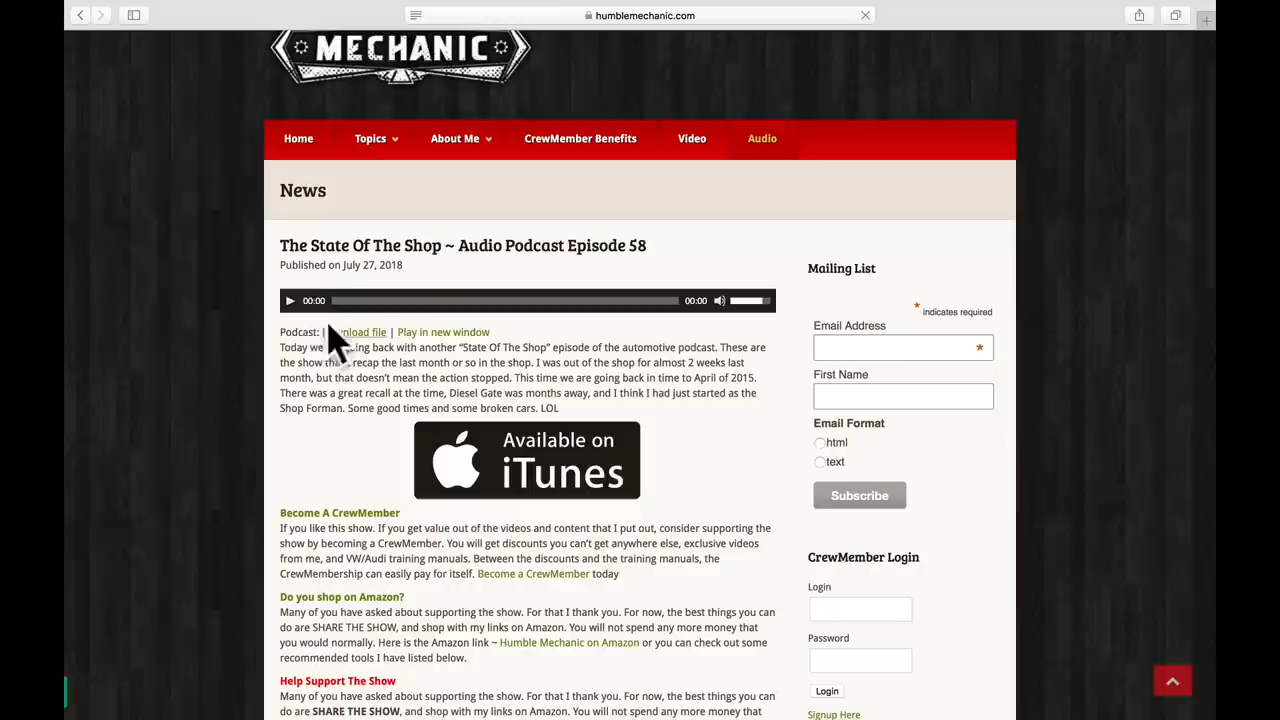 humblemechanic.com
MECHANIC
Home Topics About Me CrewMember Benefits Video Audio
News
The State Of The Shop ~ Audio Podcast Episode 58
Published on July 27, 2018
00:00 00:00
Podcast: nload file | Play in new window
Today we ing back with another “State Of The Shop” episode of the automotive podcast. These are
the show recap the last month or so in the shop. I was out of the shop for almost 2 weeks last
month, but that doesn’t mean the action stopped. This time we are going back in time to April of 2015.
There was a great recall at the time, Diesel Gate was months away, and I think I had just started as the
Shop Forman. Some good times and some broken cars. LOL
Available on
iTunes
Become A CrewMember
If you like this show. If you get value out of the videos and content that I put out, consider supporting the
show by becoming a CrewMember. You will get discounts you can’t get anywhere else, exclusive videos
from me, and VW/Audi training manuals. Between the discounts and the training manuals, the
CrewMembership can easily pay for itself. Become a CrewMember today
Do you shop on Amazon?
Many of you have asked about supporting the show. For that I thank you. For now, the best things you can
do are SHARE THE SHOW, and shop with my links on Amazon. You will not spend any more money that
you would normally. Here is the Amazon link ~ Humble Mechanic on Amazon or you can check out some
recommended tools I have listed below.
Help Support The Show
Many of you have asked about supporting the show. For that I thank you. For now, the best things you can
do are SHARE THE SHOW, and shop with my links on Amazon. You will not spend any more money that
Mailing List
* indicates required
Email Address
*
First Name
Email Format
html
text
Subscribe
CrewMember Login
Login
Password
Login
Signup Here